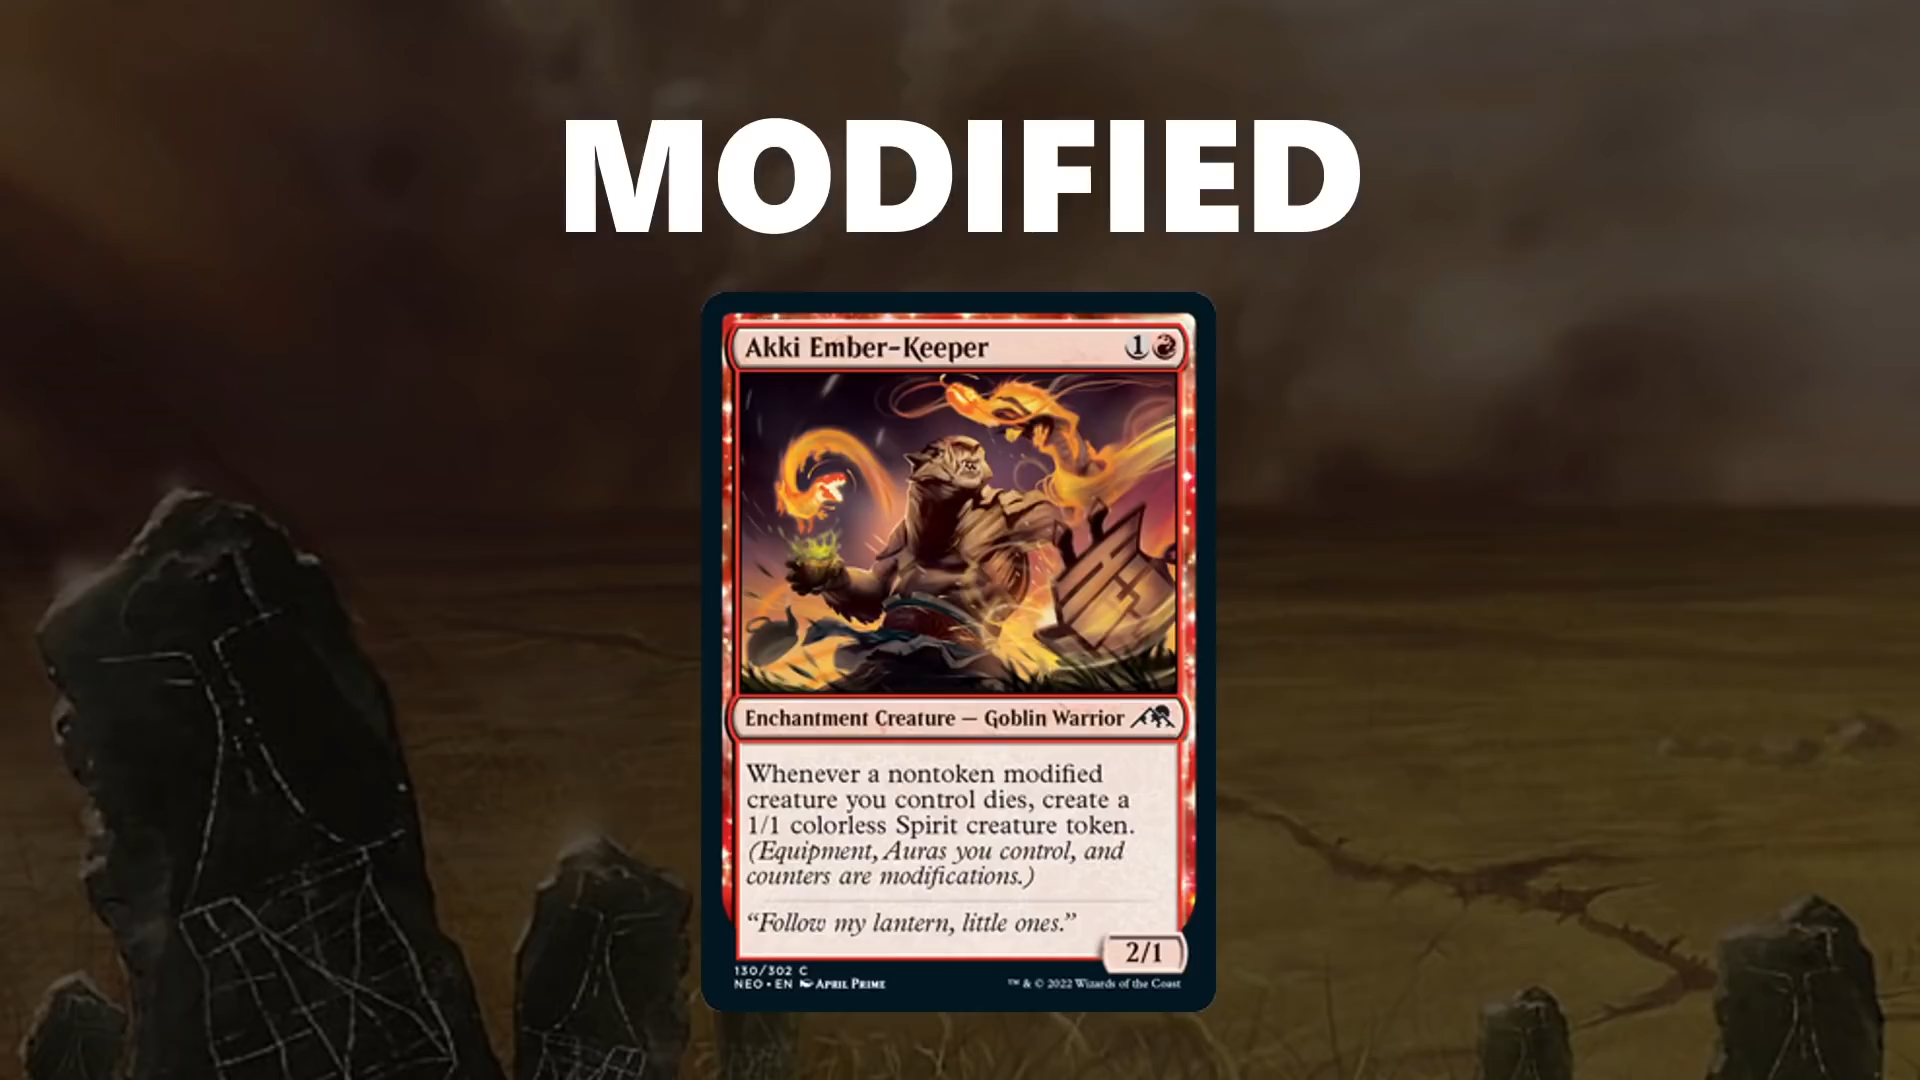 MODIFIED
Akki Ember-Keeper 1
Enchantment Creature — Goblin Warrior
Whenever a nontoken modified
creature you control dies, create a
1/1 colorless Spirit creature token.
(Equipment, Auras you control, and
counters are modifications.)
“Follow my lantern, little ones.”
2/1
130/302 C
NEO • EN April Prime
™ & © 2022 Wizards of the Coast